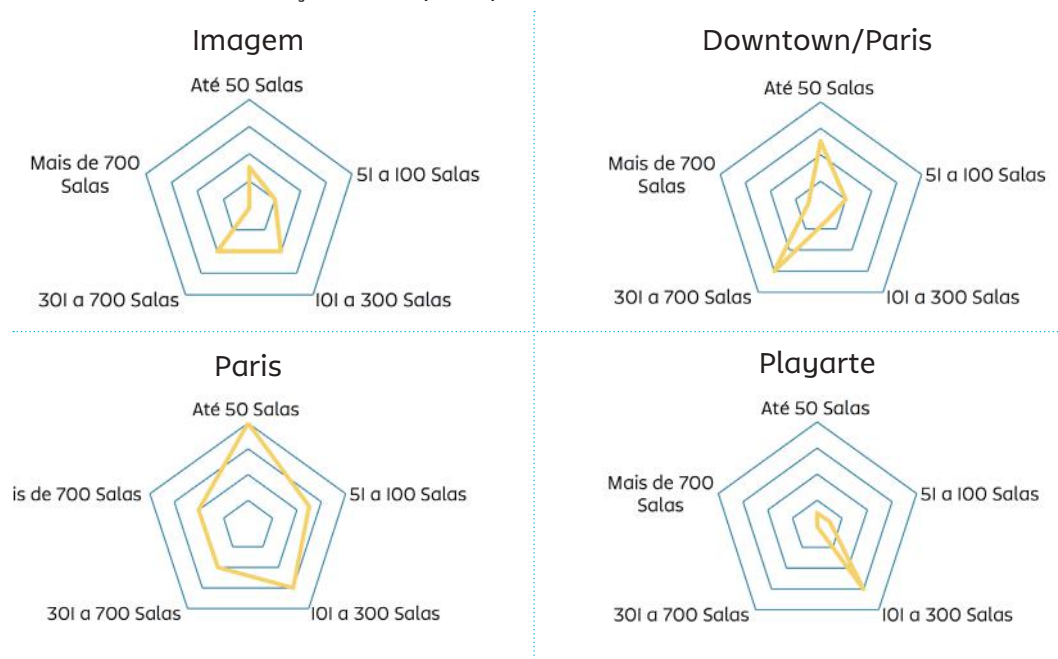 Imagem
Até 50 Salas
Mais de 700
Salas
51 a 100 Salas
301 a 700 Salas
101 a 300 Salas
Downtown/Paris
Até 50 Salas
Mais de 700
Salas
51 a 100 Salas
301 a 700 Salas
101 a 300 Salas
Paris
Até 50 Salas
is de 700 Salas
51 a 100 Salas
301 a 700 Salas
101 a 300 Salas
Playarte
Até 50 Salas
Mais de 700
Salas
51 a 100 Salas
301 a 700 Salas
101 a 300 Salas